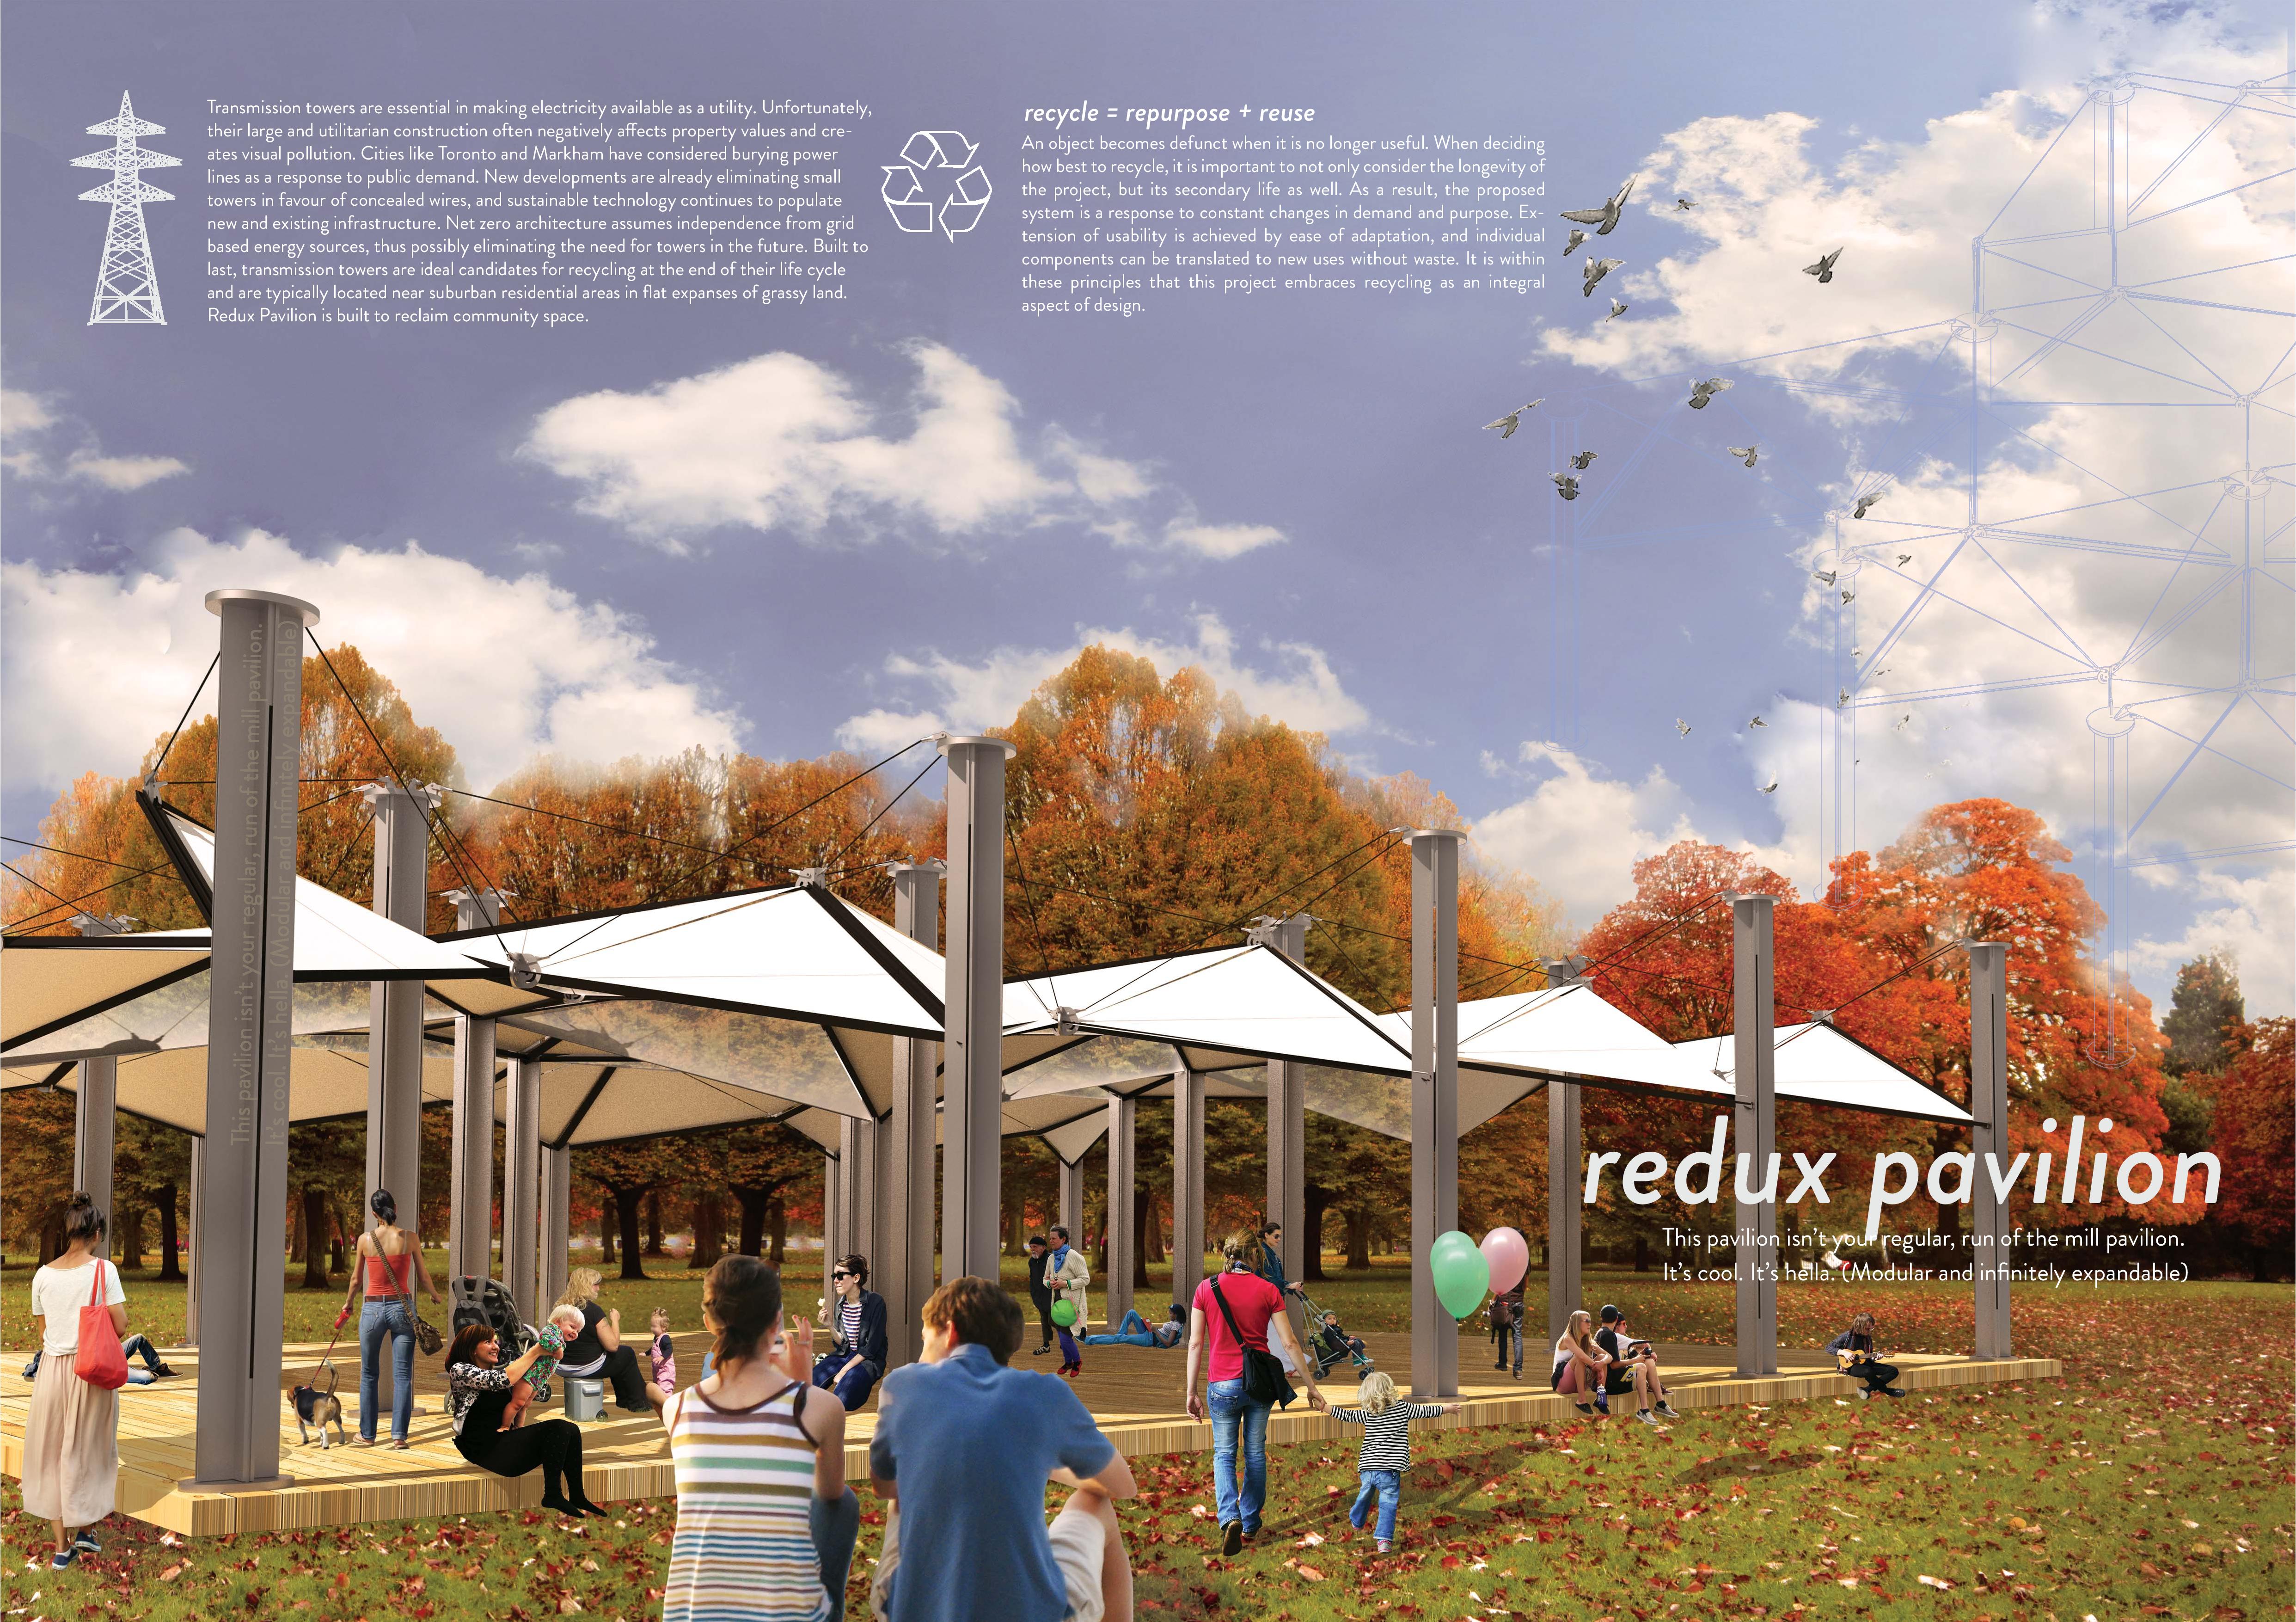 Transmission towers are essential in making electricity available as a utility. Unfortunately,
their large and utilitarian construction often negatively affects property values and cre-
ates visual pollution. Cities like Toronto and Markham have considered burying power
lines as a response to public demand. New developments are already eliminating small
towers in favour of concealed wires, and sustainable technology continues to populate
new and existing infrastructure. Net zero architecture assumes independence from grid
based energy sources, thus possibly eliminating the need for towers in the future. Built to
last, transmission towers are ideal candidates for recycling at the end of their life cycle
and are typically located near suburban residential areas in flat expanses of grassy land.
Redux Pavilion is built to reclaim community space.
recycle = repurpose + reuse
An object becomes defunct when it is no longer useful. When deciding
how best to recycle, it is important to not only consider the longevity of
the project, but its secondary life as well. As a result, the proposed
system is a response to constant changes in demand and purpose. Ex-
tension of usability is achieved by ease of adaptation, and individual
components can be translated to new uses without waste. It is within
these principles that this project embraces recycling as an integral
aspect of design.
This pavilion isn't your regular, run of the mill pavilion.
It's cool. It's hella. (Modular and infinitely expandable)
redux pavilion
This pavilion isn't your regular, run of the mill pavilion.
It's cool. It's hella. (Modular and infinitely expandable)